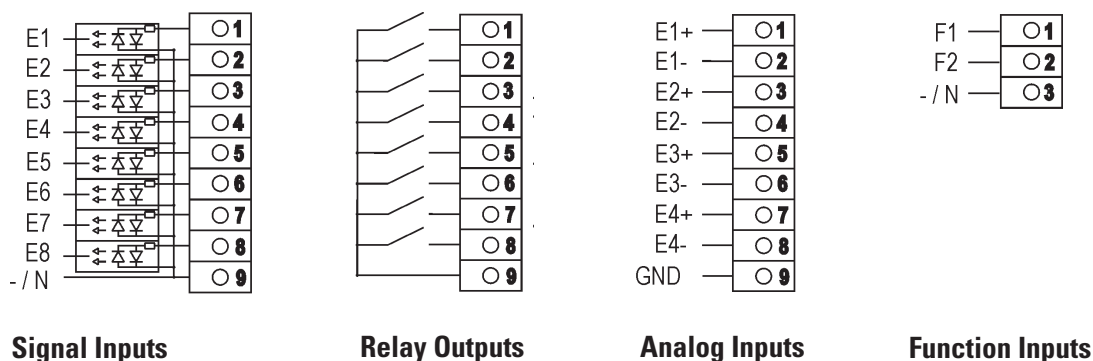 E1
E2
E3
E4
E5
E6
E7
E8
- / N
1
2
3
4
5
6
7
8
9
Signal Inputs
1
2
3
4
5
6
7
8
9
Relay Outputs
E1+ 1
E1- 2
E2+ 3
E2- 4
E3+ 5
E3- 6
E4+ 7
E4- 8
GND 9
Analog Inputs
F1 1
F2 2
- / N 3
Function Inputs